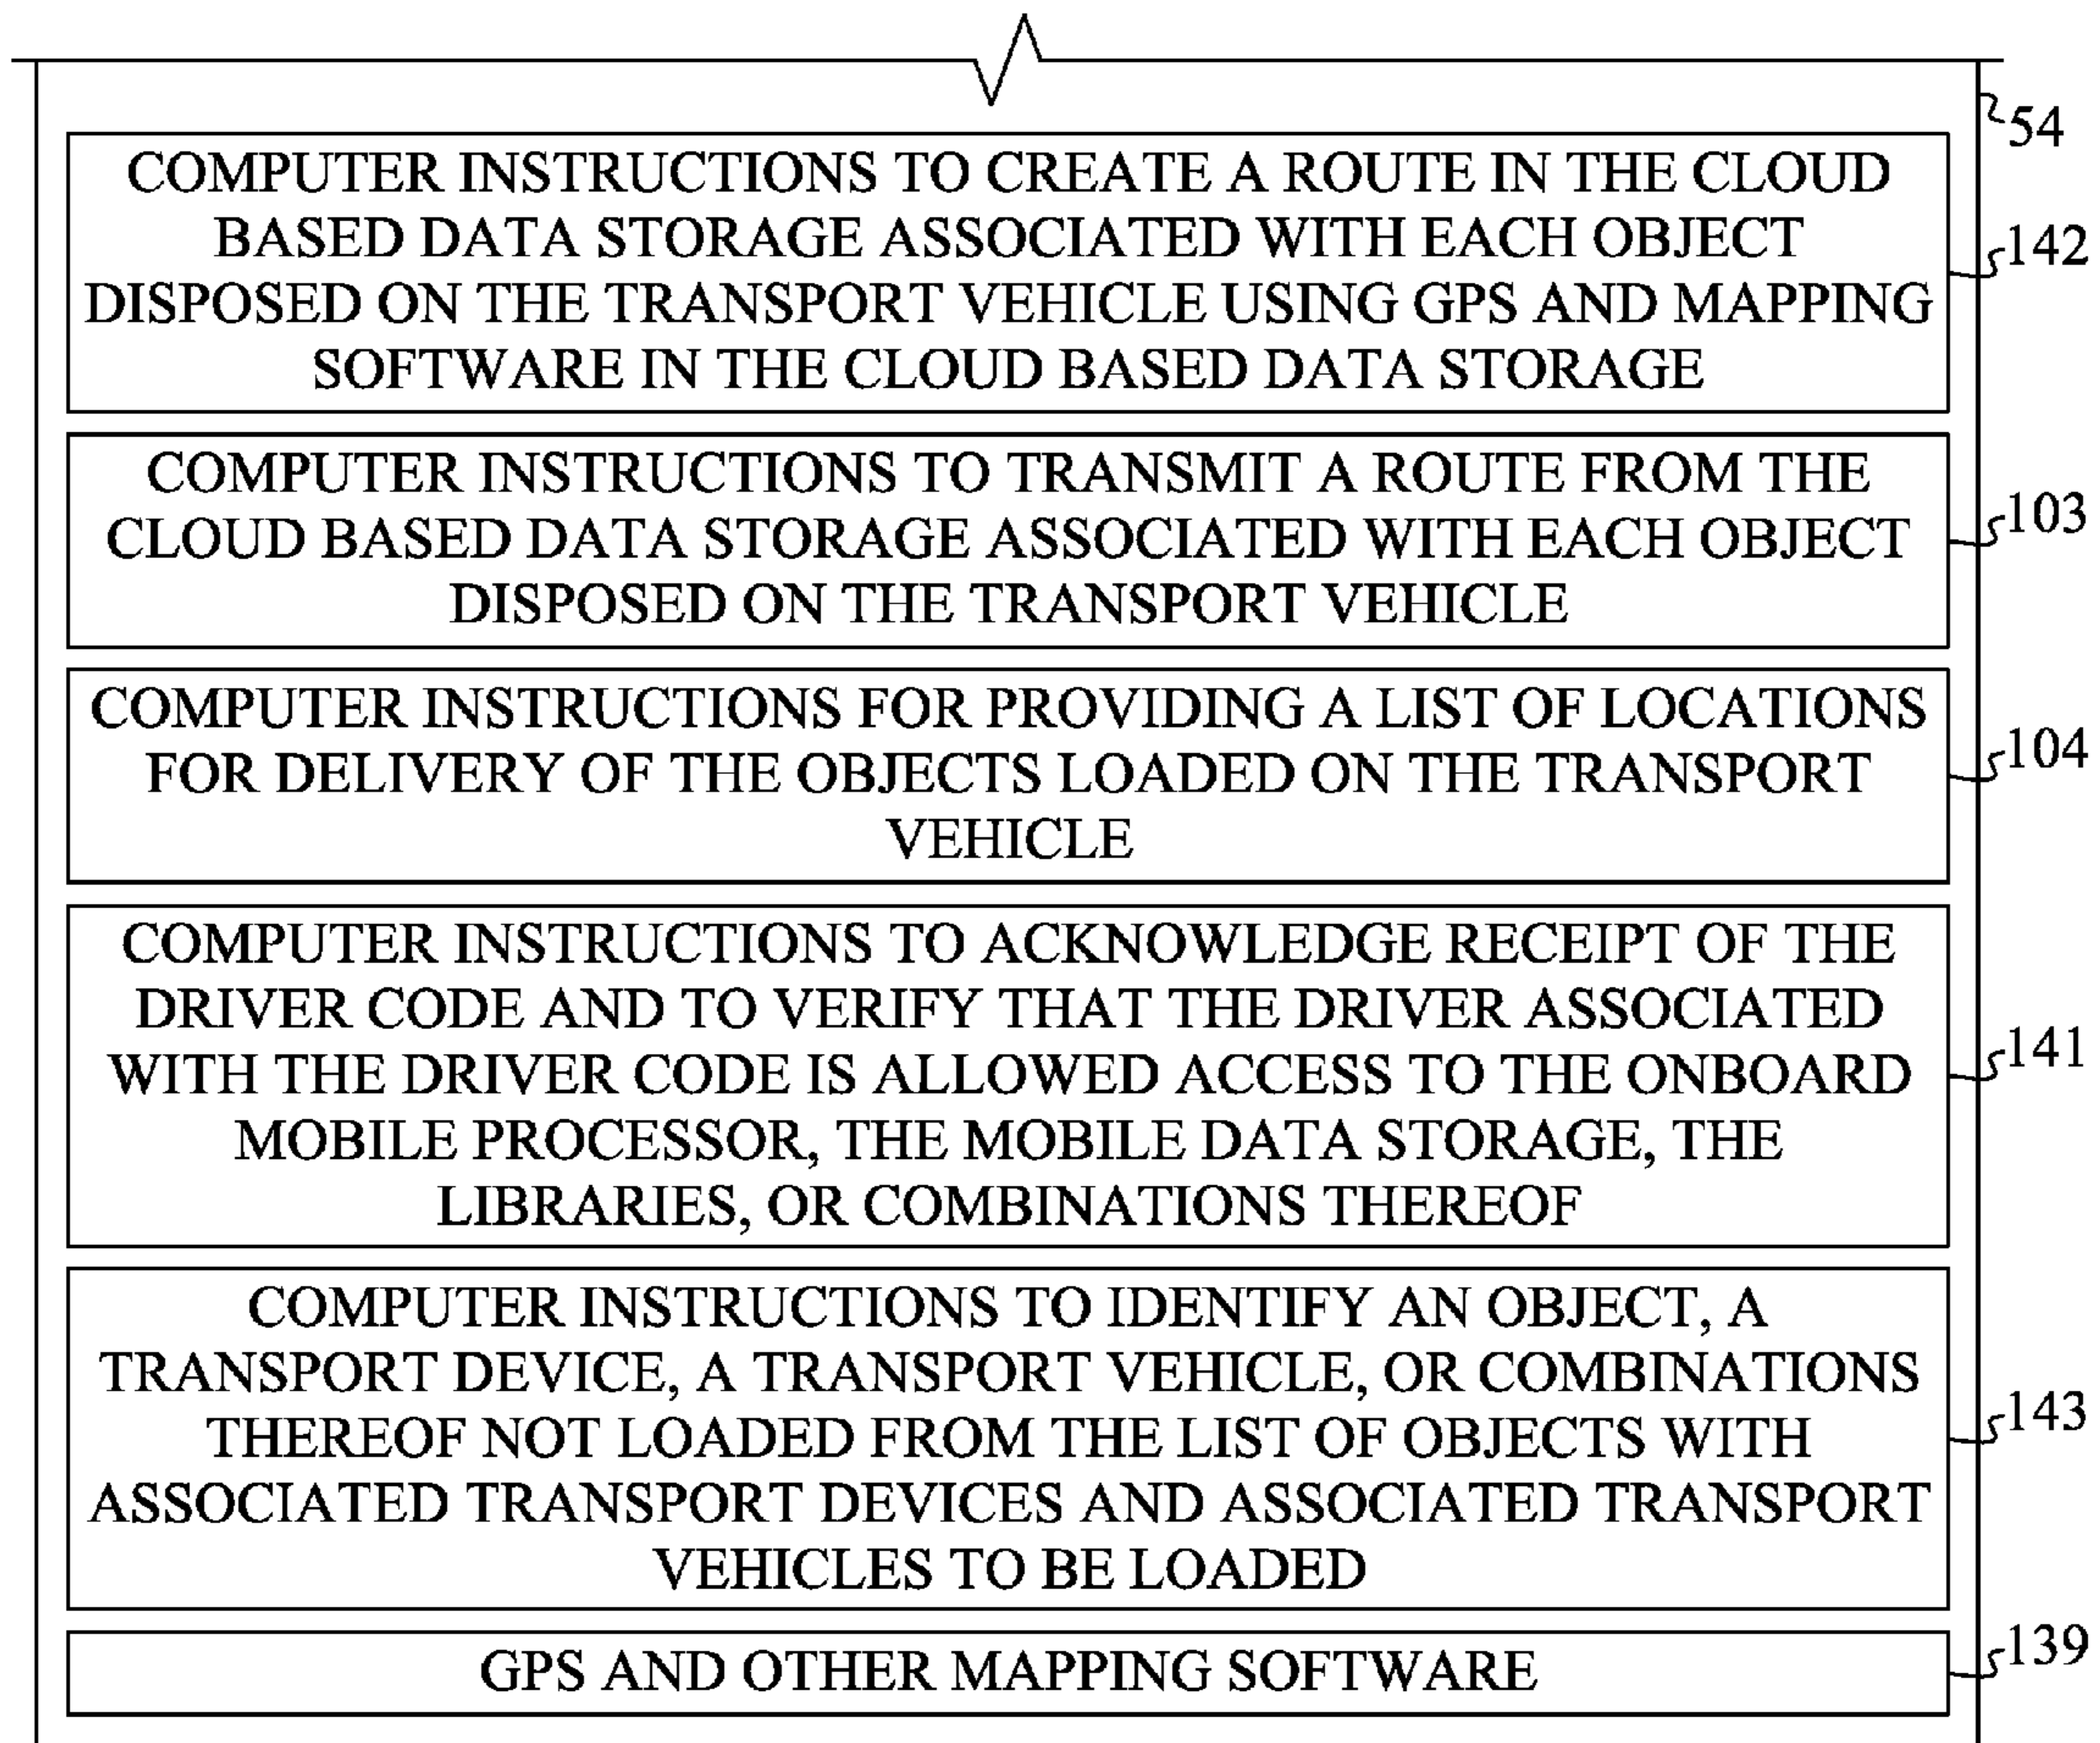 54
COMPUTER INSTRUCTIONS TO CREATE A ROUTE IN THE CLOUD
BASED DATA STORAGE ASSOCIATED WITH EACH OBJECT
DISPOSED ON THE TRANSPORT VEHICLE USING GPS AND MAPPING
SOFTWARE IN THE CLOUD BASED DATA STORAGE
142
COMPUTER INSTRUCTIONS TO TRANSMIT A ROUTE FROM THE
CLOUD BASED DATA STORAGE ASSOCIATED WITH EACH OBJECT
DISPOSED ON THE TRANSPORT VEHICLE
103
COMPUTER INSTRUCTIONS FOR PROVIDING A LIST OF LOCATIONS
FOR DELIVERY OF THE OBJECTS LOADED ON THE TRANSPORT
VEHICLE
104
COMPUTER INSTRUCTIONS TO ACKNOWLEDGE RECEIPT OF THE
DRIVER CODE AND TO VERIFY THAT THE DRIVER ASSOCIATED
WITH THE DRIVER CODE IS ALLOWED ACCESS TO THE ONBOARD
MOBILE PROCESSOR, THE MOBILE DATA STORAGE, THE
LIBRARIES, OR COMBINATIONS THEREOF
141
COMPUTER INSTRUCTIONS TO IDENTIFY AN OBJECT, A
TRANSPORT DEVICE, A TRANSPORT VEHICLE, OR COMBINATIONS
THEREOF NOT LOADED FROM THE LIST OF OBJECTS WITH
ASSOCIATED TRANSPORT DEVICES AND ASSOCIATED TRANSPORT
VEHICLES TO BE LOADED
143
GPS AND OTHER MAPPING SOFTWARE
139